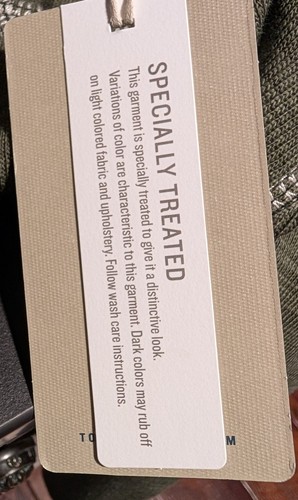 SPECIALLY TREATED
This garment is specially treated to give it a distinctive look.
Variations of color are characteristic to this garment. Dark colors may rub off
on light colored fabric and upholstery. Follow wash care instructions.
TO
M